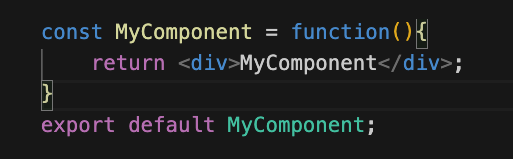 const MyComponent = function(){
    return <div>MyComponent</div>;
}
export default MyComponent;